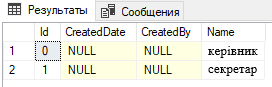 Результаты Сообщения
Id CreatedDate CreatedBy Name
1 0 NULL NULL керівник
2 1 NULL NULL секретар